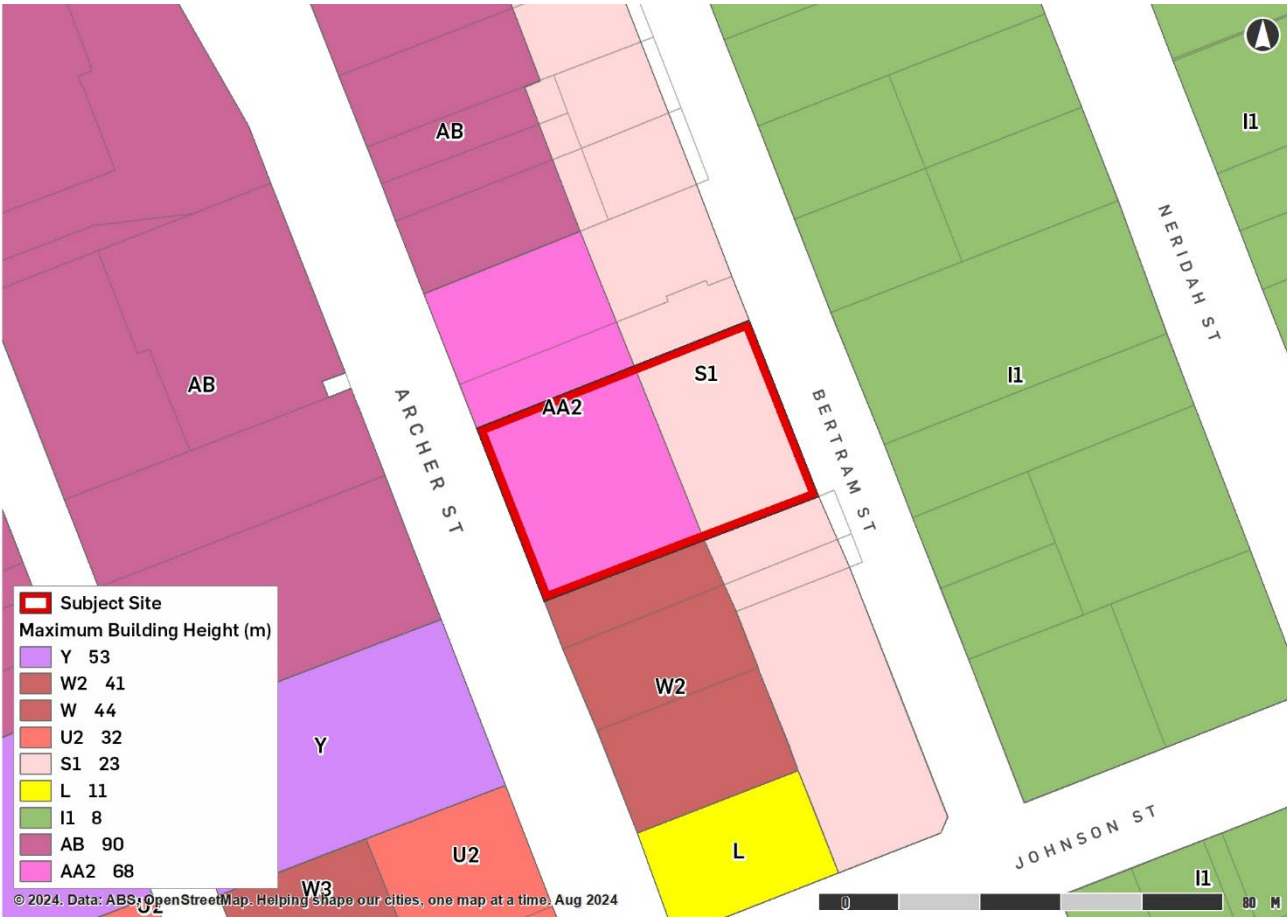 AB
I1
NERIDAH ST
S1
AB
I1
AA2
ARCHER ST
BERTRAM ST
W2
Y
U2
L
W3
U2
I1
JOHNSON ST
Subject Site
Maximum Building Height (m)
Y 53
W2 41
W 44
U2 32
S1 23
L 11
I1 8
AB 90
AA2 68
© 2024. Data: ABS, OpenStreetMap. Helping shape our cities, one map at a time. Aug 2024
0 80 M